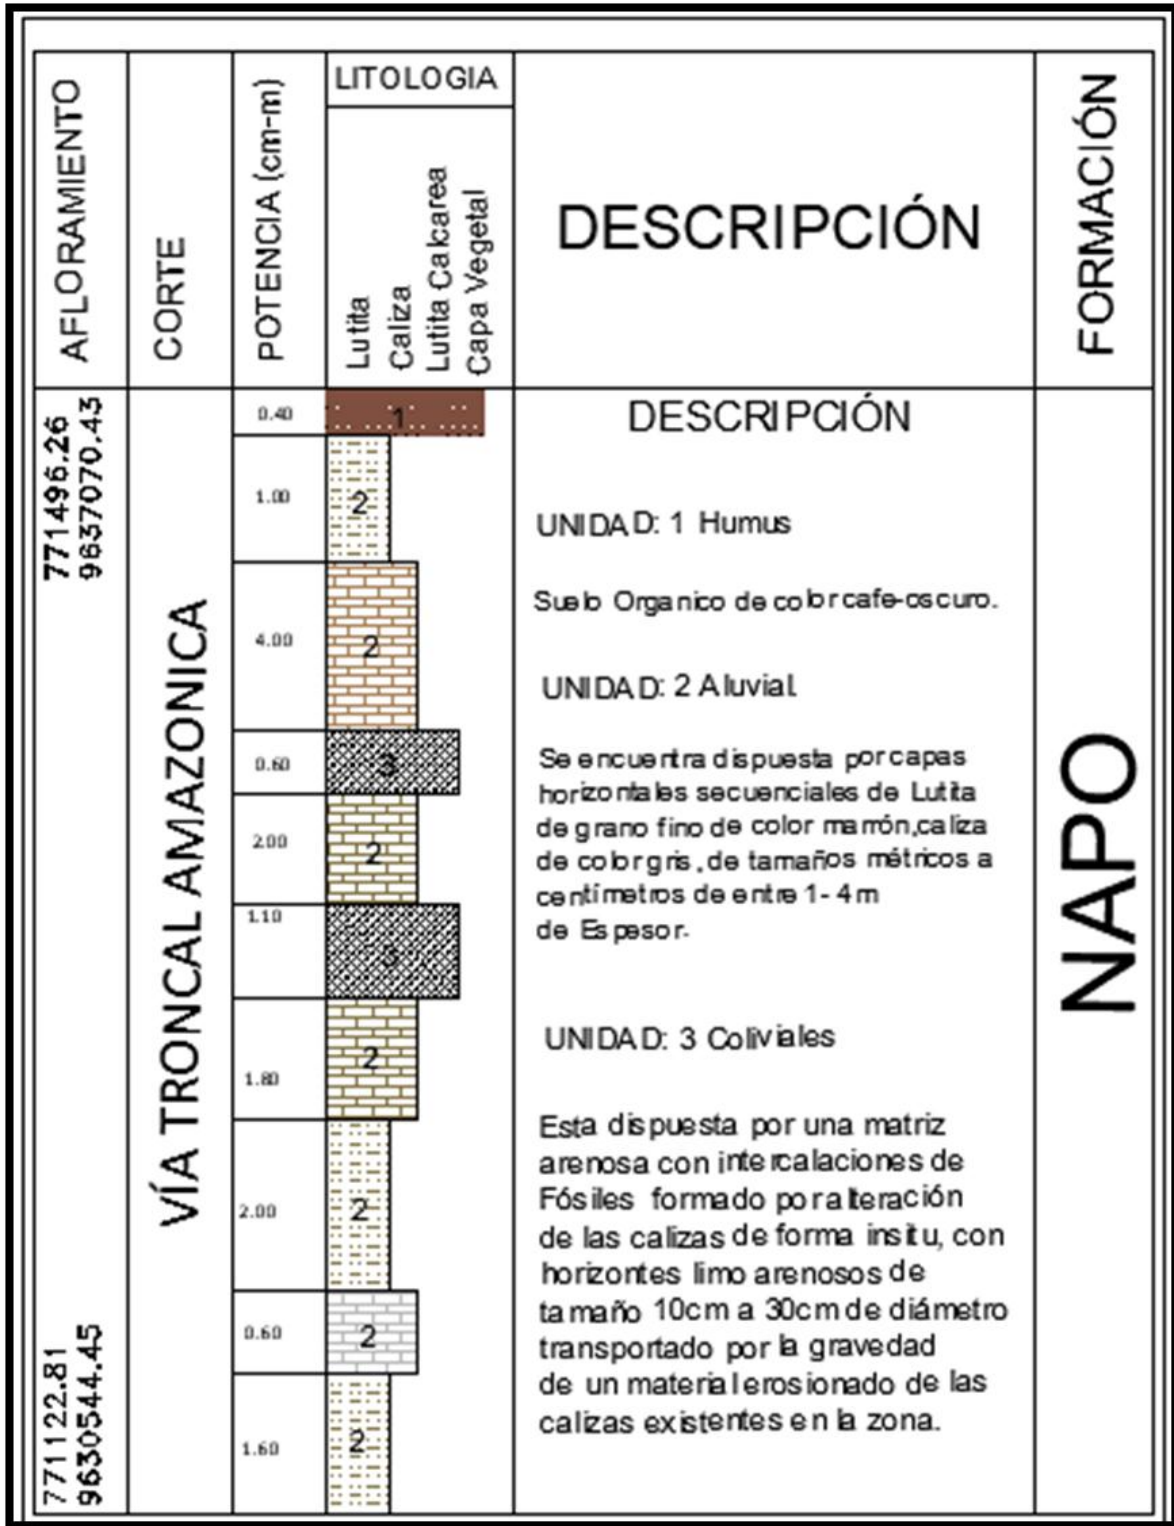 AFLORAMIENTO
CORTE
POTENCIA (cm-m)
LITOLOGIA
Lutita
Caliza
Lutita Calcarea
Capa Vegetal
DESCRIPCIÓN
FORMACIÓN
771496.26
9637070.43
771122.81
9630544.45
VÍA TRONCAL AMAZONICA
0.40
1.00
4.00
0.60
2.00
1.10
1.80
2.00
0.60
1.60
1
2
2
3
2
3
2
2
2
2
DESCRIPCIÓN
UNIDAD: 1 Humus
Suelo Organico de color cafe-oscuro.
UNIDAD: 2 Aluvial.
Se encuentra dispuesta por capas
horizontales secuenciales de Lutita
de grano fino de color marrón,caliza
de color gris, de tamaños métricos a
centímetros de entre 1- 4 m
de Espesor.
UNIDAD: 3 Coliviales
Esta dispuesta por una matriz
arenosa con intercalaciones de
Fósiles formado por alteración
de las calizas de forma insitu, con
horizontes limo arenosos de
tamaño 10cm a 30cm de diámetro
transportado por la gravedad
de un material erosionado de las
calizas existentes en la zona.
NAPO